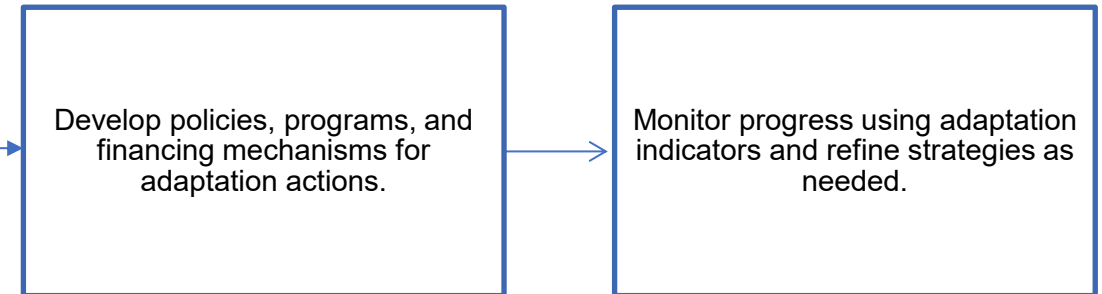 Develop policies, programs, and
financing mechanisms for
adaptation actions.
Monitor progress using adaptation
indicators and refine strategies as
needed.